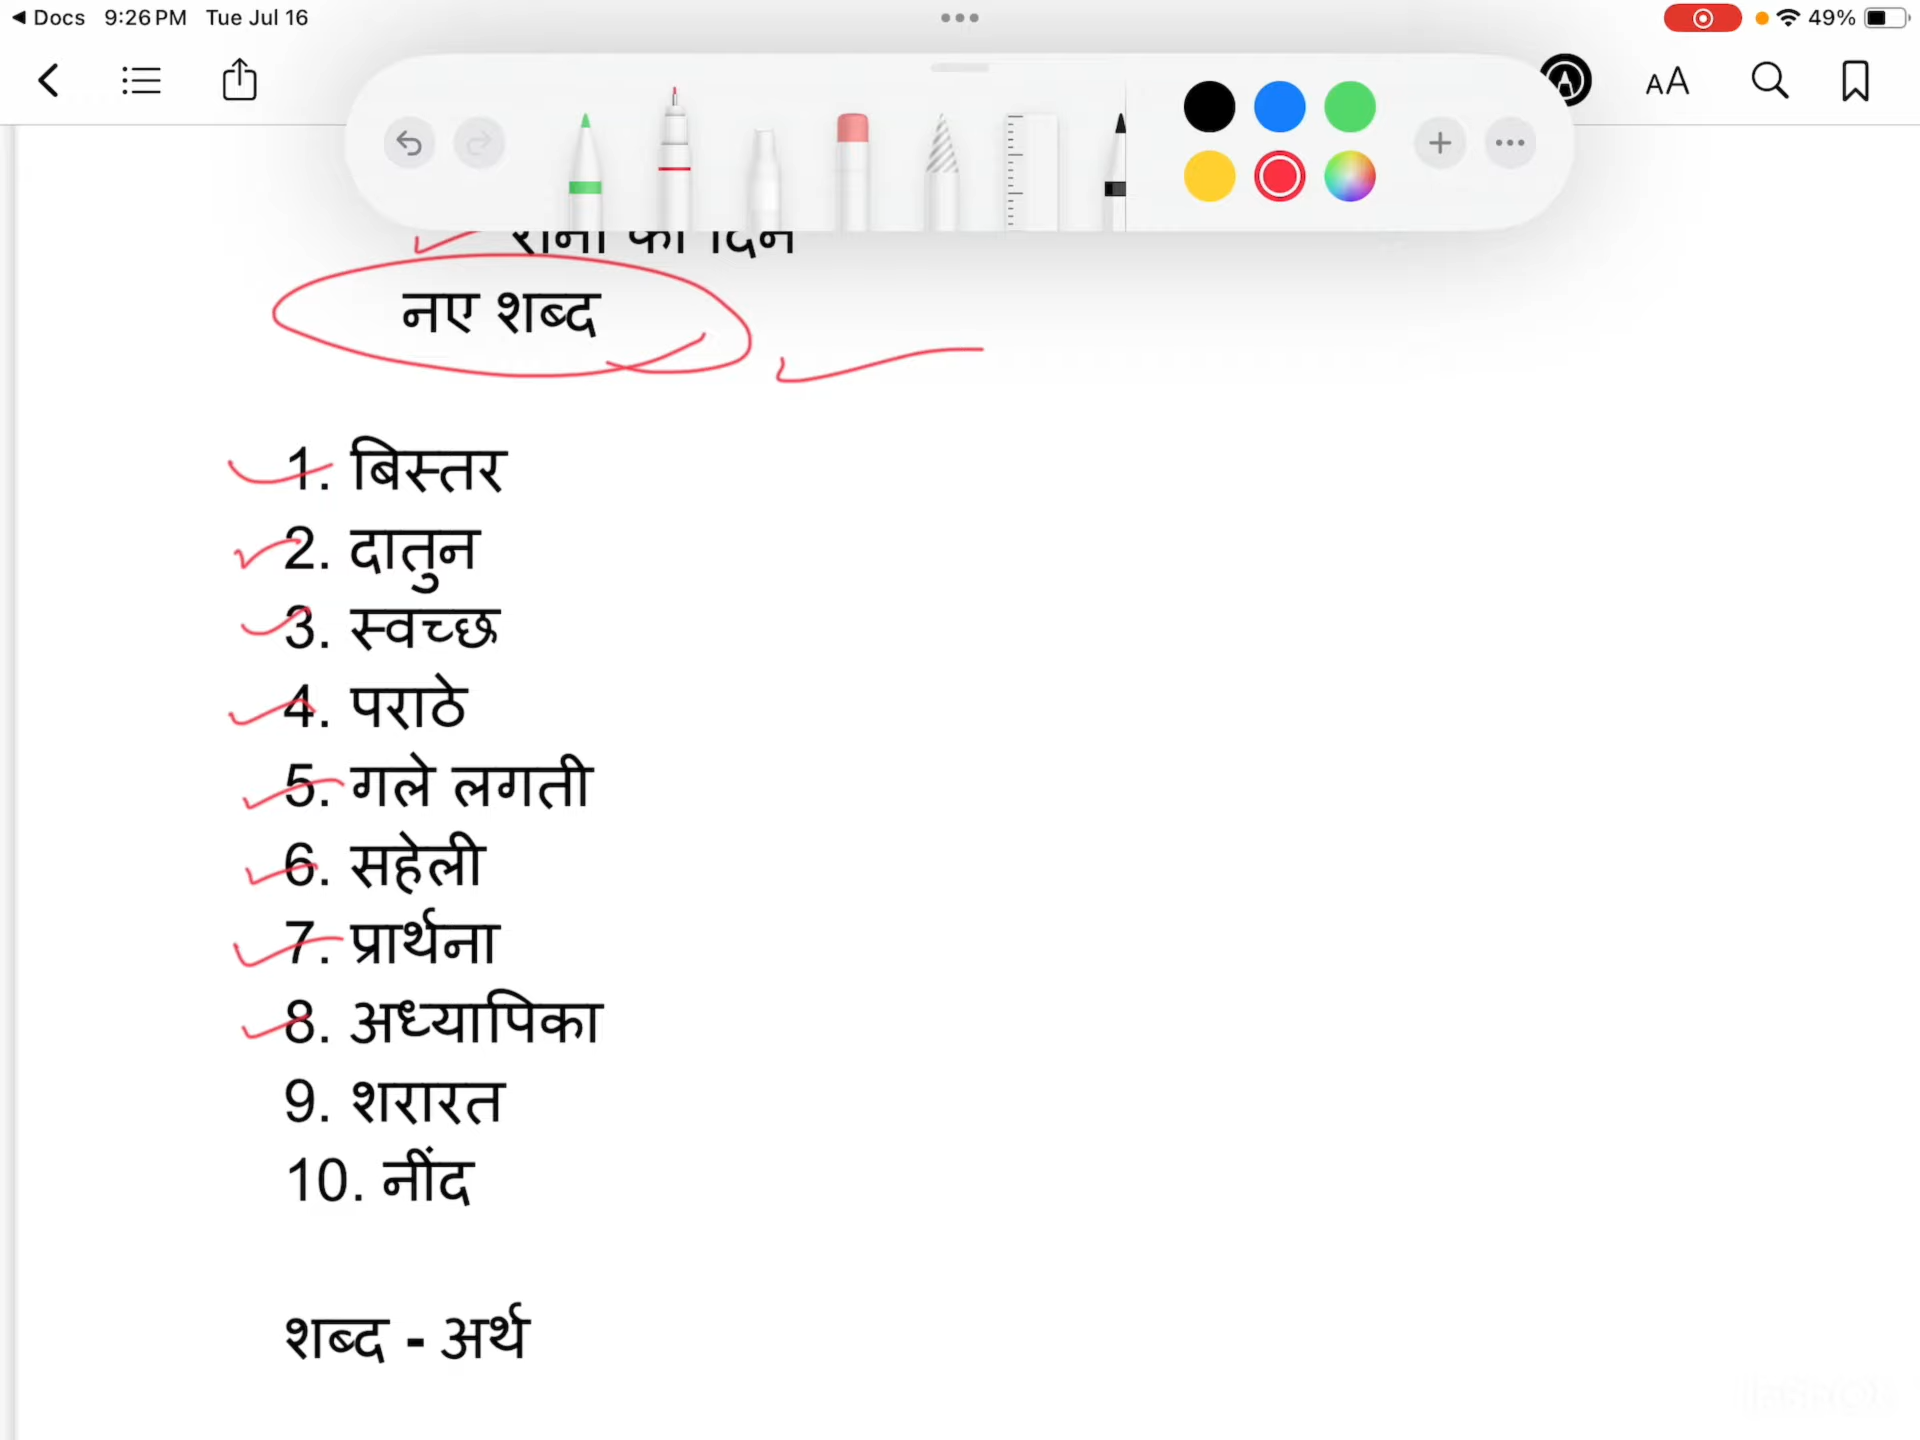 Docs 9:26 PM Tue Jul 16
49%
AA
दिन
नए शब्द
1. बिस्तर
2. दातुन
3. स्वच्छ
4. पराठे
5. गले लगती
6. सहेली
7. प्रार्थना
8. अध्यापिका
9. शरारत
10. नींद
शब्द - अर्थ